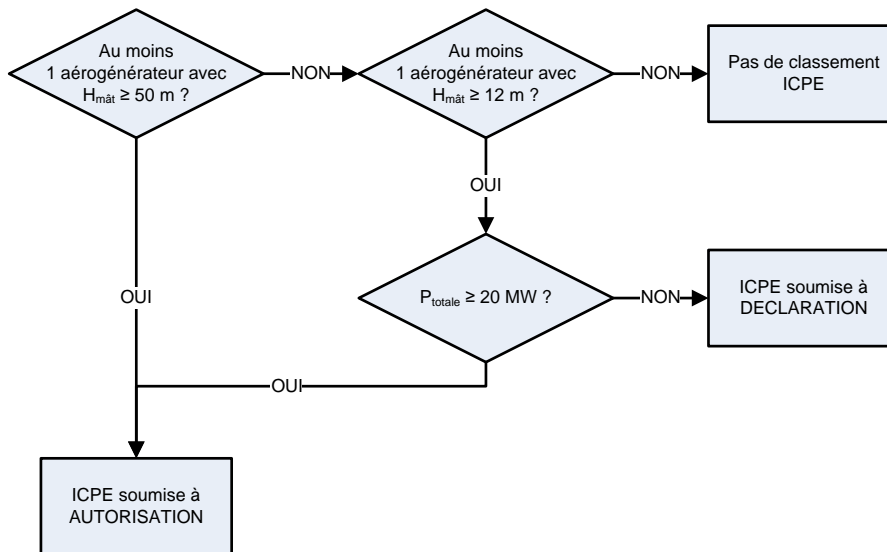 Au moins
1 aérogénérateur avec
Hmât ≥ 50 m ?
NON
Au moins
1 aérogénérateur avec
Hmât ≥ 12 m ?
NON
Pas de classement
ICPE
OUI
OUI
Ptotale ≥ 20 MW ?
NON
ICPE soumise à
DECLARATION
OUI
ICPE soumise à
AUTORISATION